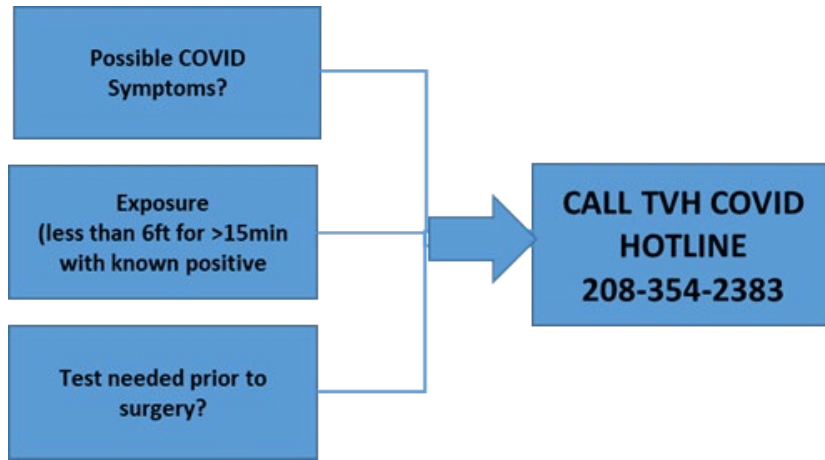 Possible COVID
Symptoms?
Exposure
(less than 6ft for >15min
with known positive
Test needed prior to
surgery?
CALL TVH COVID
HOTLINE
208-354-2383